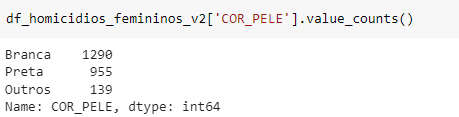 df_homicidios_femininos_v2['COR_PELE'].value_counts()
Branca    1290
Preta      955
Outros     139
Name: COR_PELE, dtype: int64